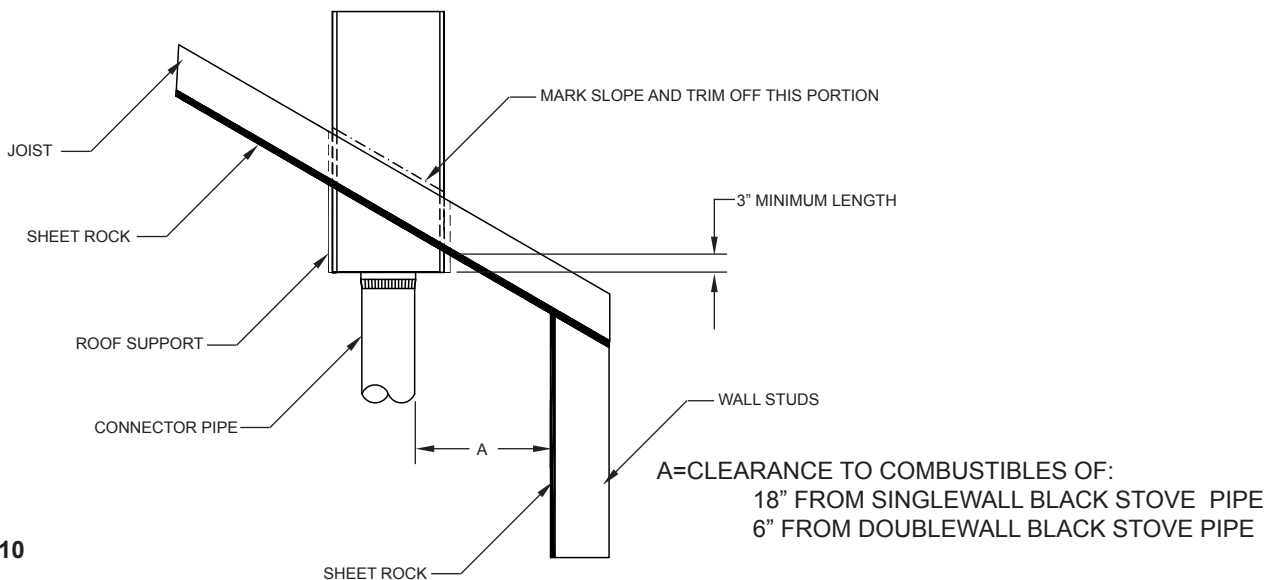 MARK SLOPE AND TRIM OFF THIS PORTION
JOIST
3” MINIMUM LENGTH
SHEET ROCK
ROOF SUPPORT
WALL STUDS
CONNECTOR PIPE
A
A=CLEARANCE TO COMBUSTIBLES OF:
18” FROM SINGLEWALL BLACK STOVE PIPE
6” FROM DOUBLEWALL BLACK STOVE PIPE
10
SHEET ROCK